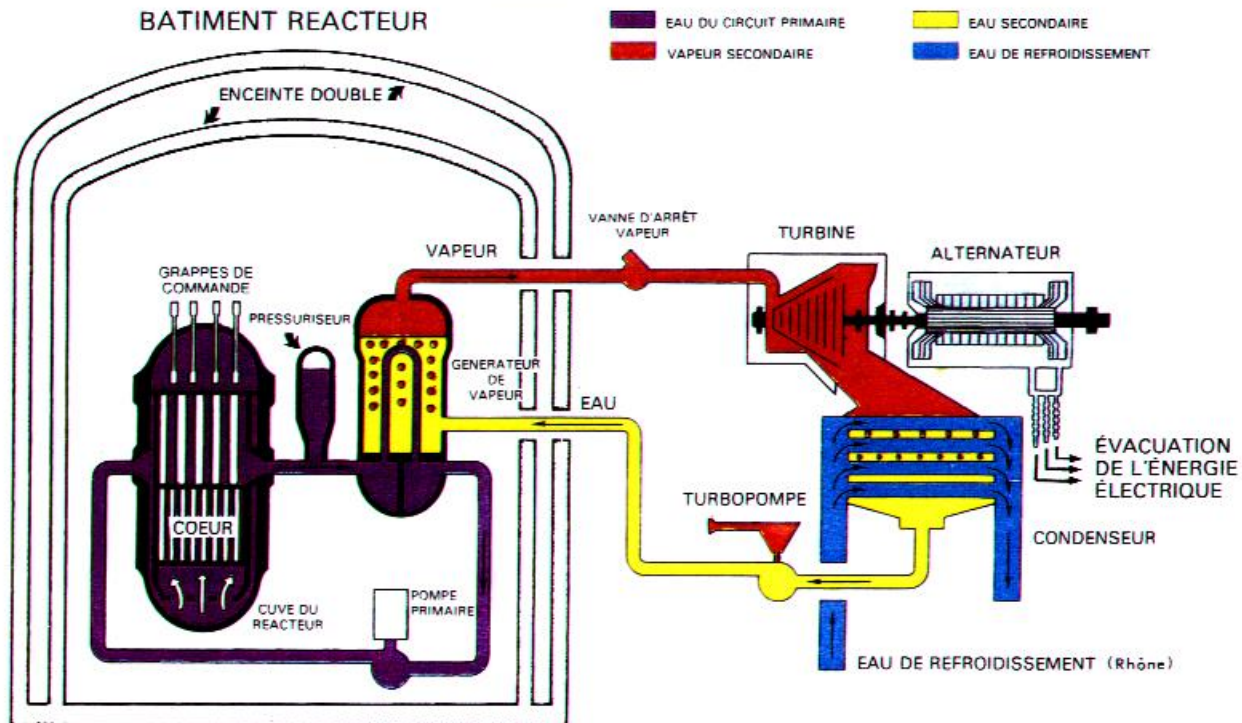 BATIMENT REACTEUR
EAU DU CIRCUIT PRIMAIRE
EAU SECONDAIRE
VAPEUR SECONDAIRE
EAU DE REFROIDISSEMENT
ENCEINTE DOUBLE
VANNE D'ARRÊT
VAPEUR
TURBINE
VAPEUR
ALTERNATEUR
GRAPPES DE
COMMANDE
PRESSURISEUR
GENERATEUR
DE
VAPEUR
EAU
ÉVACUATION
DE L'ÉNERGIE
ÉLECTRIQUE
TURBOPOMPE
COEUR
CONDENSEUR
POMPE
PRIMAIRE
CUVE DU
REACTEUR
EAU DE REFROIDISSEMENT (Rhône)